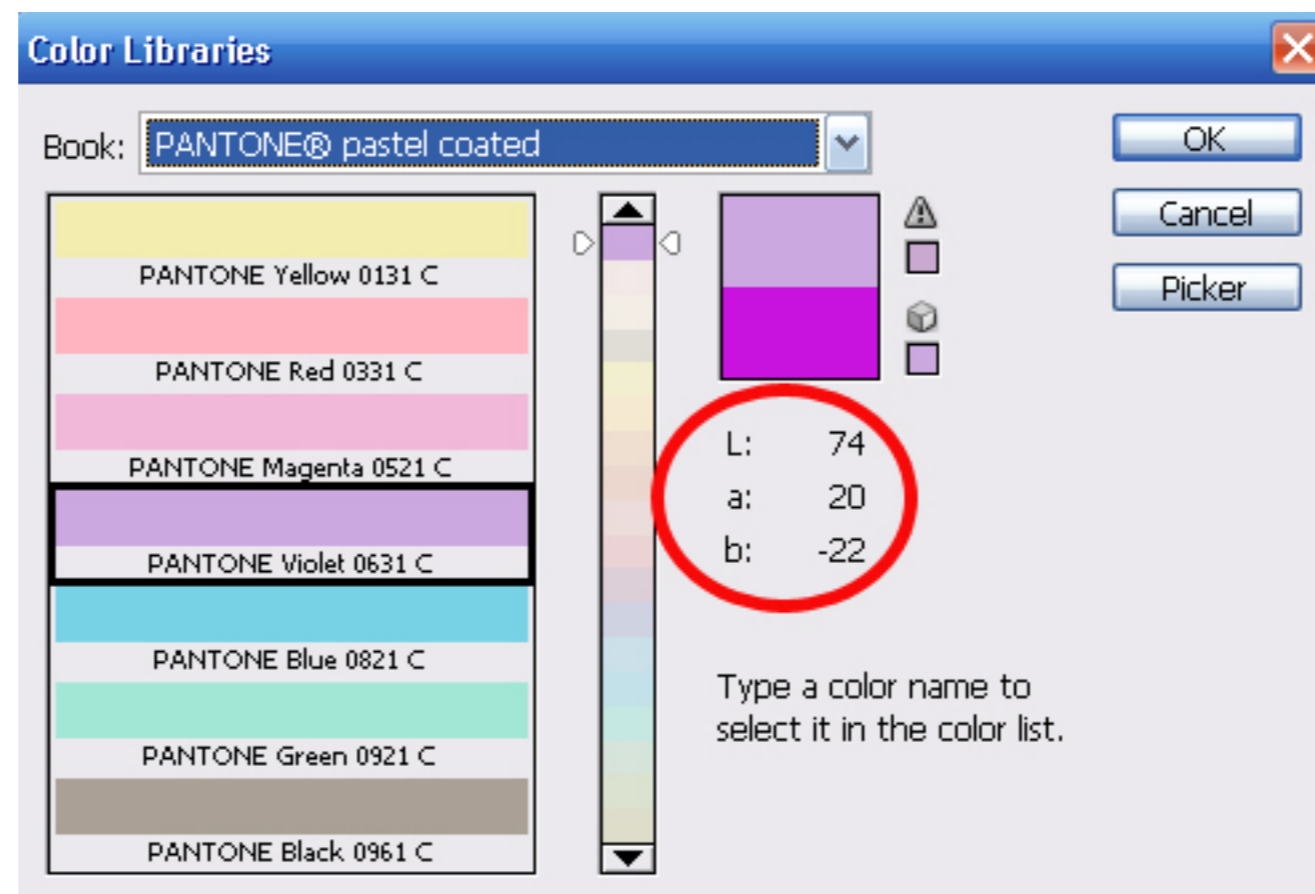 Color Libraries
Book: PANTONE® pastel coated
OK
Cancel
Picker
PANTONE Yellow 0131 C
PANTONE Red 0331 C
PANTONE Magenta 0521 C
PANTONE Violet 0631 C
PANTONE Blue 0821 C
PANTONE Green 0921 C
PANTONE Black 0961 C
L: 74
a: 20
b: -22
Type a color name to
select it in the color list.